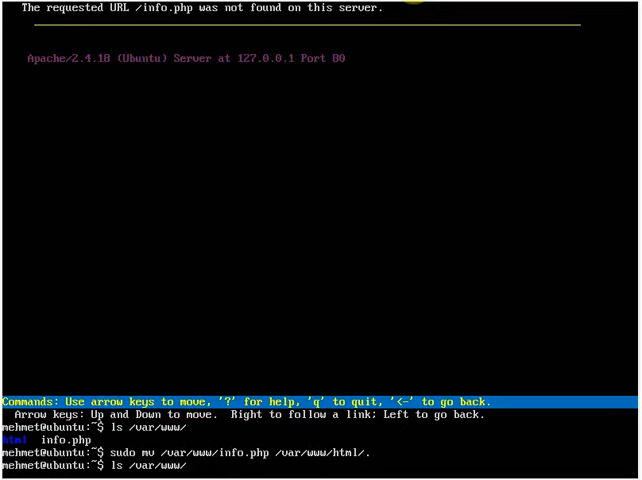 The requested URL /info.php was not found on this server.
Apache/2.4.18 (Ubuntu) Server at 127.0.0.1 Port 80
Commands: Use arrow keys to move, '?' for help, 'q' to quit, '<-' to go back.
Arrow keys: Up and Down to move.  Right to follow a link; Left to go back.
mehmet@ubuntu:~$ ls /var/www/
html  info.php
mehmet@ubuntu:~$ sudo mv /var/www/info.php /var/www/html/.
mehmet@ubuntu:~$ ls /var/www/